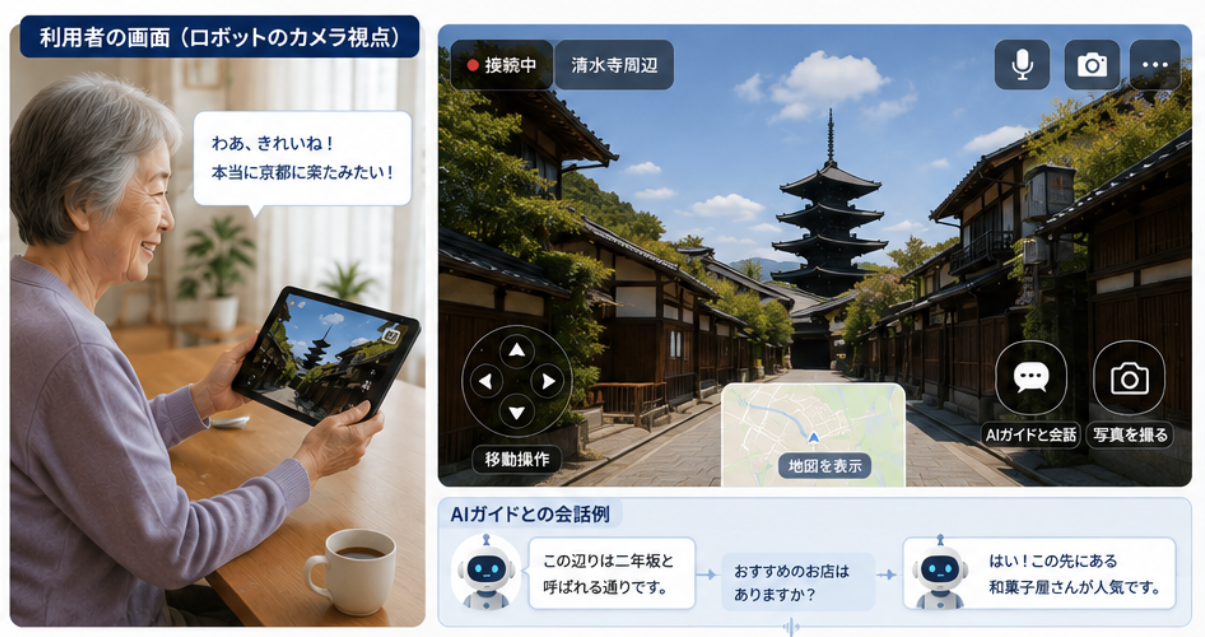 利用者の画面（ロボットのカメラ視点）
わあ、きれいね！
本当に京都に来たみたい！
接続中
清水寺周辺
移動操作
地図を表示
AIガイドと会話
写真を撮る
AIガイドとの会話例
この辺りは二年坂と
呼ばれる通りです。
おすすめのお店は
ありますか？
はい！この先にある
和菓子屋さんが人気です。